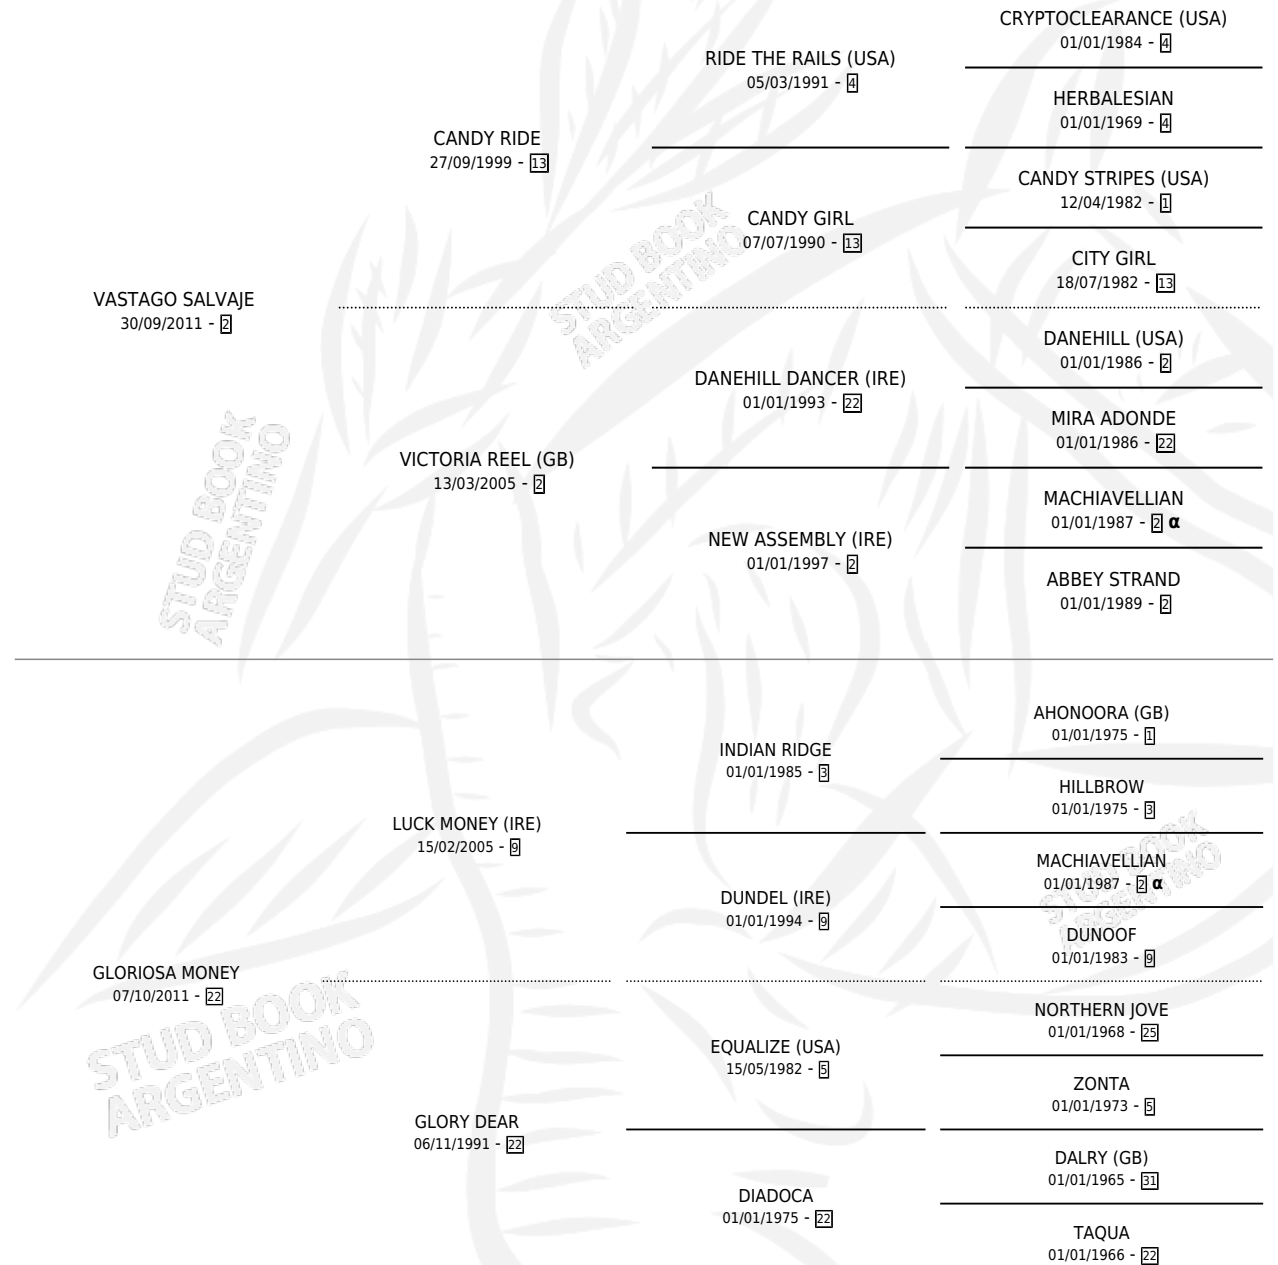 CRYPTOCLEARANCE (USA)
01/01/1984 - 4
RIDE THE RAILS (USA)
05/03/1991 - 4
HERBALESIAN
01/01/1969 - 4
CANDY RIDE
27/09/1999 - 13
CANDY STRIPES (USA)
12/04/1982 - 1
CANDY GIRL
07/07/1990 - 13
CITY GIRL
18/07/1982 - 13
VASTAGO SALVAJE
30/09/2011 - 2
DANEHILL (USA)
01/01/1986 - 2
DANEHILL DANCER (IRE)
01/01/1993 - 22
MIRA ADONDE
01/01/1986 - 22
VICTORIA REEL (GB)
13/03/2005 - 2
MACHIAVELLIAN
01/01/1987 - 2 α
NEW ASSEMBLY (IRE)
01/01/1997 - 2
ABBEY STRAND
01/01/1989 - 2
AHONOORA (GB)
01/01/1975 - 1
INDIAN RIDGE
01/01/1985 - 3
HILLBROW
01/01/1975 - 3
LUCK MONEY (IRE)
15/02/2005 - 9
MACHIAVELLIAN
01/01/1987 - 2 α
DUNDEL (IRE)
01/01/1994 - 9
DUNOOF
01/01/1983 - 9
GLORIOSA MONEY
07/10/2011 - 22
NORTHERN JOVE
01/01/1968 - 25
EQUALIZE (USA)
15/05/1982 - 5
ZONTA
01/01/1973 - 5
GLORY DEAR
06/11/1991 - 22
DALRY (GB)
01/01/1965 - 31
DIADOCA
01/01/1975 - 22
TAQUA
01/01/1966 - 22
STUD BOOK
ARGENTINO
STUD BOOK
ARGENTINO
STUD BOOK
ARGENTINO
STUD BOOK
ARGENTINO